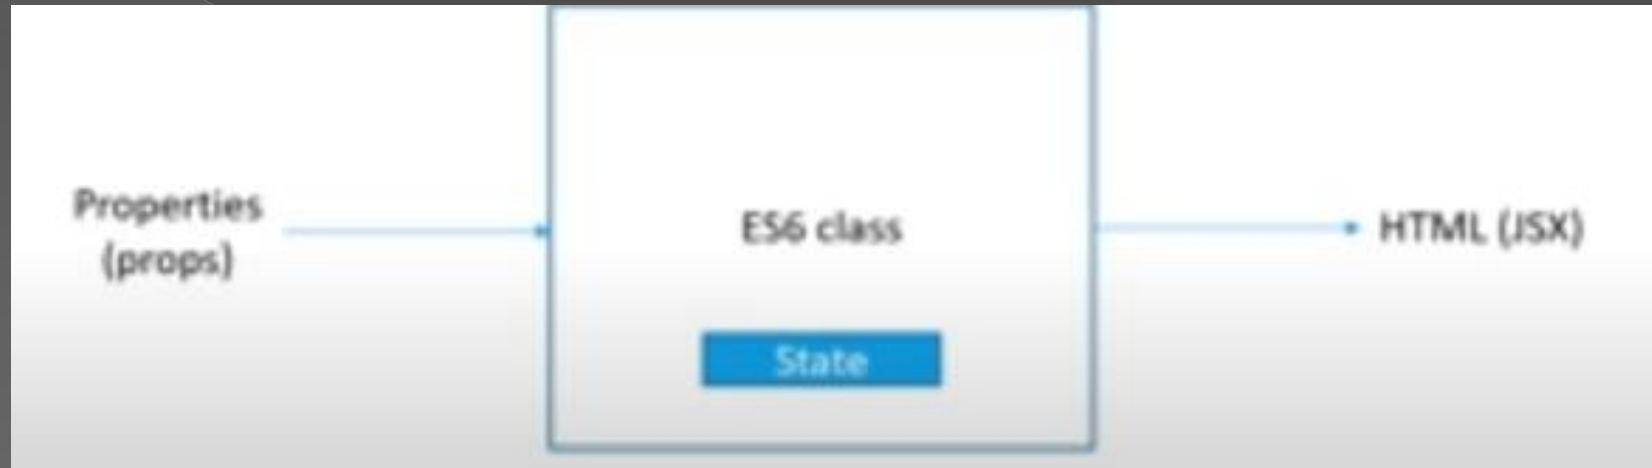 Properties
(props)
ES6 class
State
HTML (JSX)